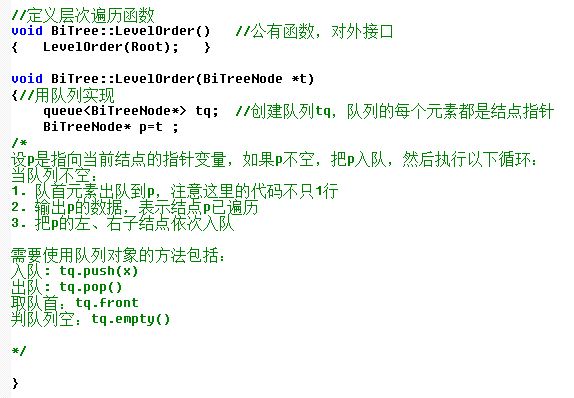 //定义层次遍历函数
void BiTree::LevelOrder()   //公有函数，对外接口
{   LevelOrder(Root);   }
void BiTree::LevelOrder(BiTreeNode *t)
{//用队列实现
    queue<BiTreeNode*> tq;  //创建队列tq，队列的每个元素都是结点指针
    BiTreeNode* p=t ;
/*
设p是指向当前结点的指针变量，如果p不空，把p入队，然后执行以下循环：
当队列不空：
1. 队首元素出队到p，注意这里的代码不只1行
2. 输出p的数据，表示结点p已遍历
3. 把p的左、右子结点依次入队
需要使用队列对象的方法包括：
入队：tq.push(x)
出队：tq.pop()
取队首：tq.front
判队列空：tq.empty()
*/
}